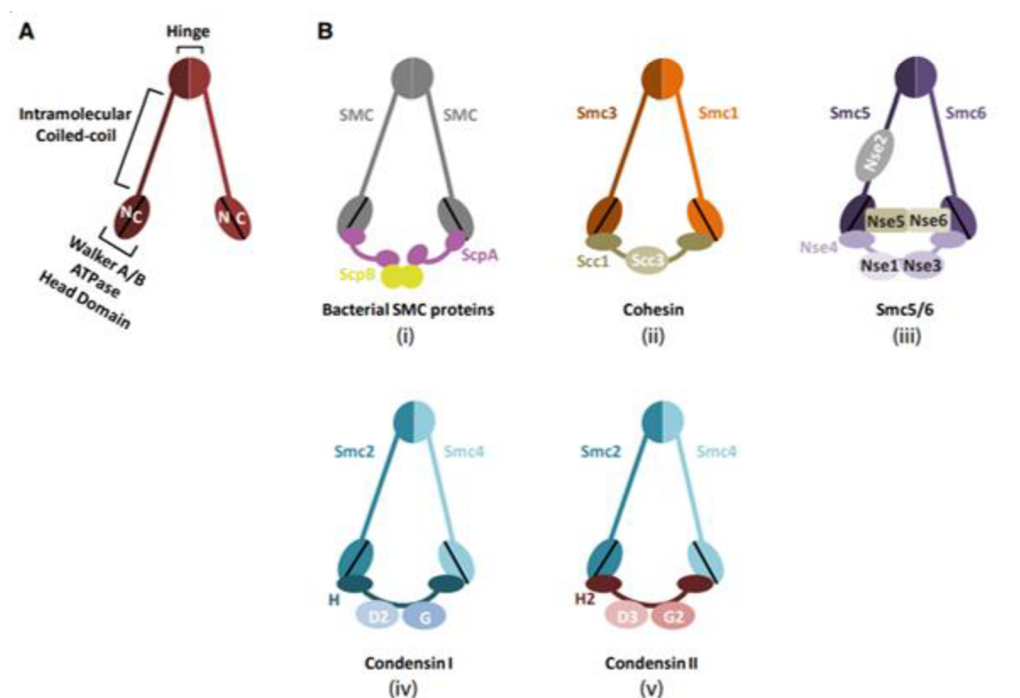 A
Hinge
Intramolecular
Coiled-coil
N C
N C
Walker A/B
ATPase
Head Domain
B
SMC SMC
ScpB
ScpA
Bacterial SMC proteins
(i)
Smc3 Smc1
Scc1 Scc3
Cohesin
(ii)
Smc5 Smc6
Nse2
Nse5 Nse6
Nse4
Nse1 Nse3
Smc5/6
(iii)
Smc2 Smc4
H
D2 G
Condensin I
(iv)
Smc2 Smc4
H2
D3 G2
Condensin II
(v)